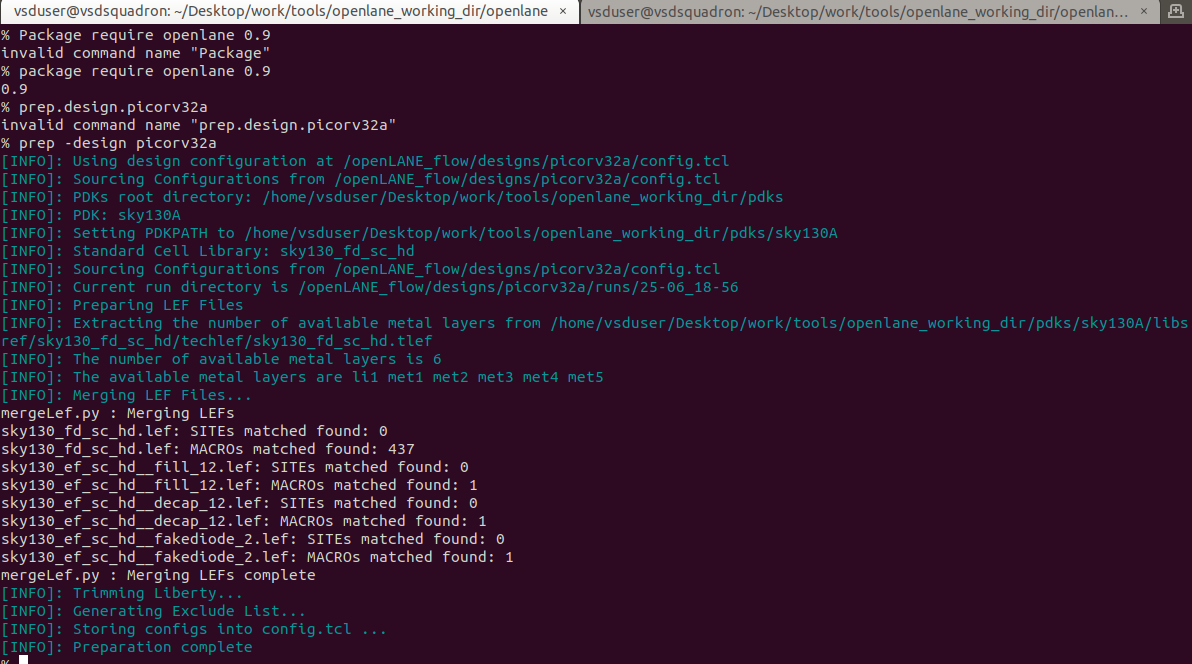 vsduser@vsdsquadron: ~/Desktop/work/tools/openlane_working_dir/openlane ×
vsduser@vsdsquadron: ~/Desktop/work/tools/openlane_working_dir/openlan... ×
% Package require openlane 0.9
invalid command name "Package"
% package require openlane 0.9
0.9
% prep.design.picorv32a
invalid command name "prep.design.picorv32a"
% prep -design picorv32a
[INFO]: Using design configuration at /openLANE_flow/designs/picorv32a/config.tcl
[INFO]: Sourcing Configurations from /openLANE_flow/designs/picorv32a/config.tcl
[INFO]: PDKs root directory: /home/vsduser/Desktop/work/tools/openlane_working_dir/pdks
[INFO]: PDK: sky130A
[INFO]: Setting PDKPATH to /home/vsduser/Desktop/work/tools/openlane_working_dir/pdks/sky130A
[INFO]: Standard Cell Library: sky130_fd_sc_hd
[INFO]: Sourcing Configurations from /openLANE_flow/designs/picorv32a/config.tcl
[INFO]: Current run directory is /openLANE_flow/designs/picorv32a/runs/25-06_18-56
[INFO]: Preparing LEF Files
[INFO]: Extracting the number of available metal layers from /home/vsduser/Desktop/work/tools/openlane_working_dir/pdks/sky130A/libs
ref/sky130_fd_sc_hd/techlef/sky130_fd_sc_hd.tlef
[INFO]: The number of available metal layers is 6
[INFO]: The available metal layers are li1 met1 met2 met3 met4 met5
[INFO]: Merging LEF Files...
mergeLef.py : Merging LEFs
sky130_fd_sc_hd.lef: SITEs matched found: 0
sky130_fd_sc_hd.lef: MACROs matched found: 437
sky130_ef_sc_hd__fill_12.lef: SITEs matched found: 0
sky130_ef_sc_hd__fill_12.lef: MACROs matched found: 1
sky130_ef_sc_hd__decap_12.lef: SITEs matched found: 0
sky130_ef_sc_hd__decap_12.lef: MACROs matched found: 1
sky130_ef_sc_hd__fakediode_2.lef: SITEs matched found: 0
sky130_ef_sc_hd__fakediode_2.lef: MACROs matched found: 1
mergeLef.py : Merging LEFs complete
[INFO]: Trimming Liberty...
[INFO]: Generating Exclude List...
[INFO]: Storing configs into config.tcl ...
[INFO]: Preparation complete
%